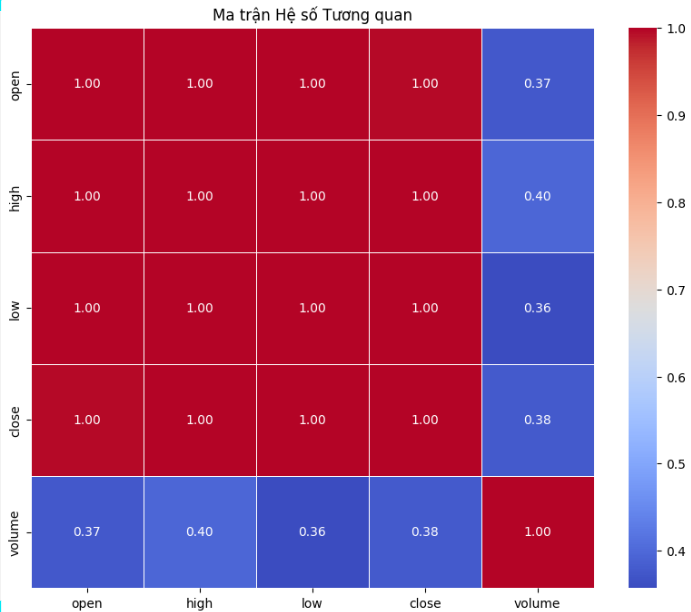 Ma trận Hệ số Tương quan
open 1.00 1.00 1.00 1.00 0.37
high 1.00 1.00 1.00 1.00 0.40
low 1.00 1.00 1.00 1.00 0.36
close 1.00 1.00 1.00 1.00 0.38
volume 0.37 0.40 0.36 0.38 1.00
open high low close volume
1.0
0.9
0.8
0.7
0.6
0.5
0.4